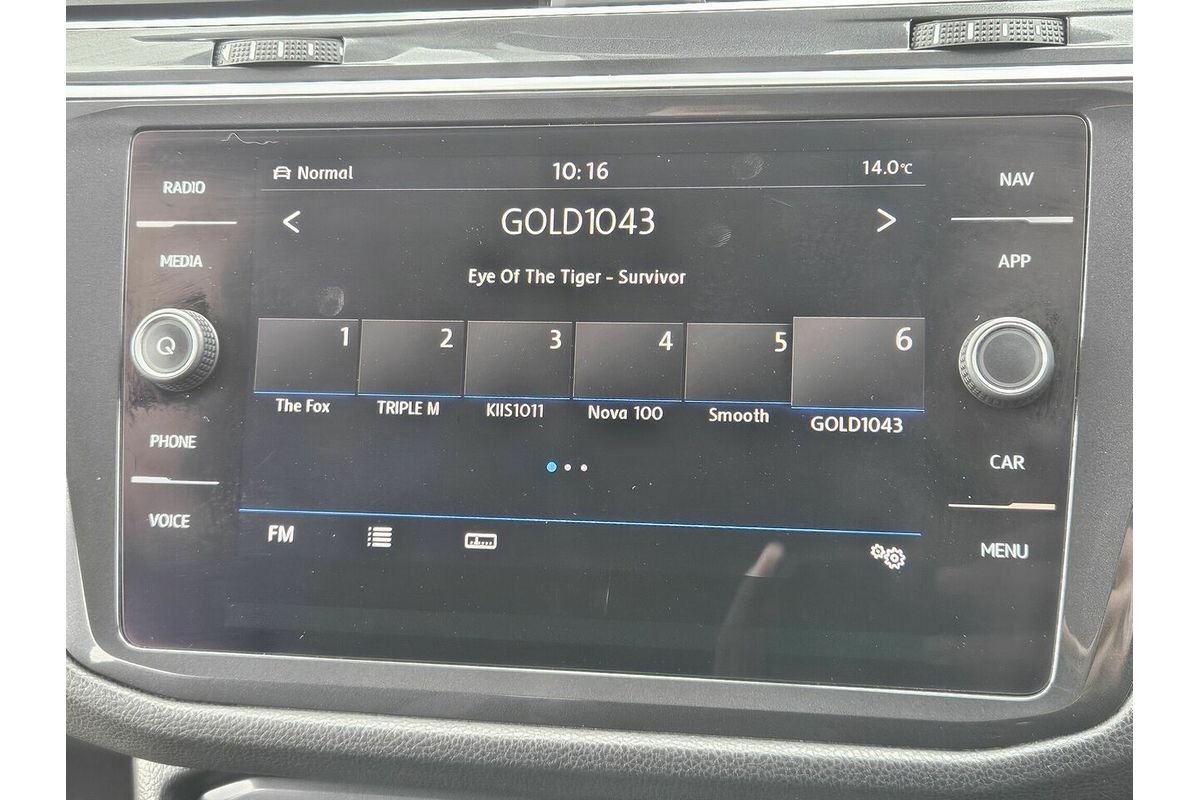 RADIO
MEDIA
PHONE
VOICE
Normal 10:16 14.0°C
< GOLD1043 >
Eye Of The Tiger - Survivor
1 2 3 4 5 6
The Fox TRIPLE M KIIS1011 Nova 100 Smooth GOLD1043
FM
NAV
APP
CAR
MENU